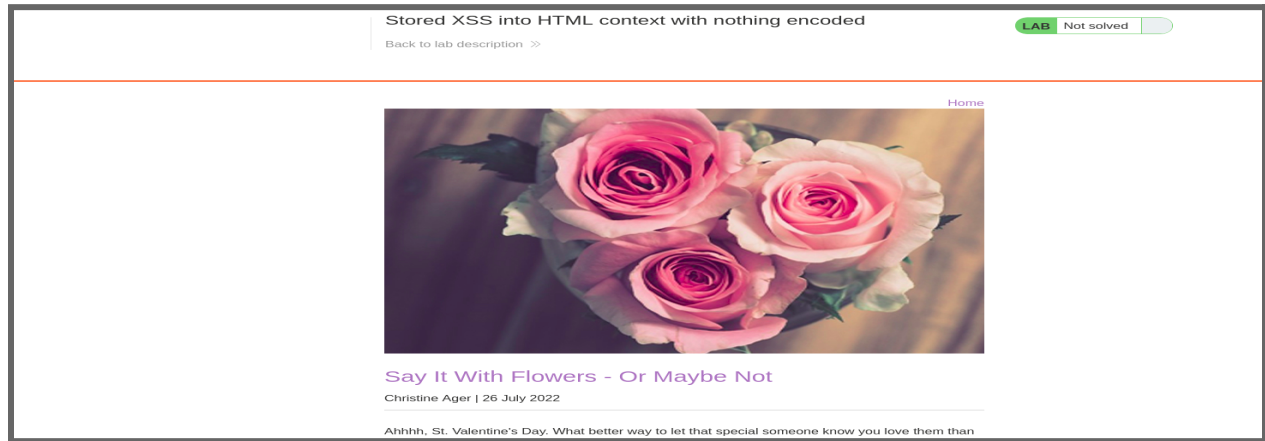 Stored XSS into HTML context with nothing encoded
LAB Not solved
Back to lab description
Home
Say It With Flowers - Or Maybe Not
Christine Ager | 26 July 2022
Ahhhh, St. Valentine's Day. What better way to let that special someone know you love them than